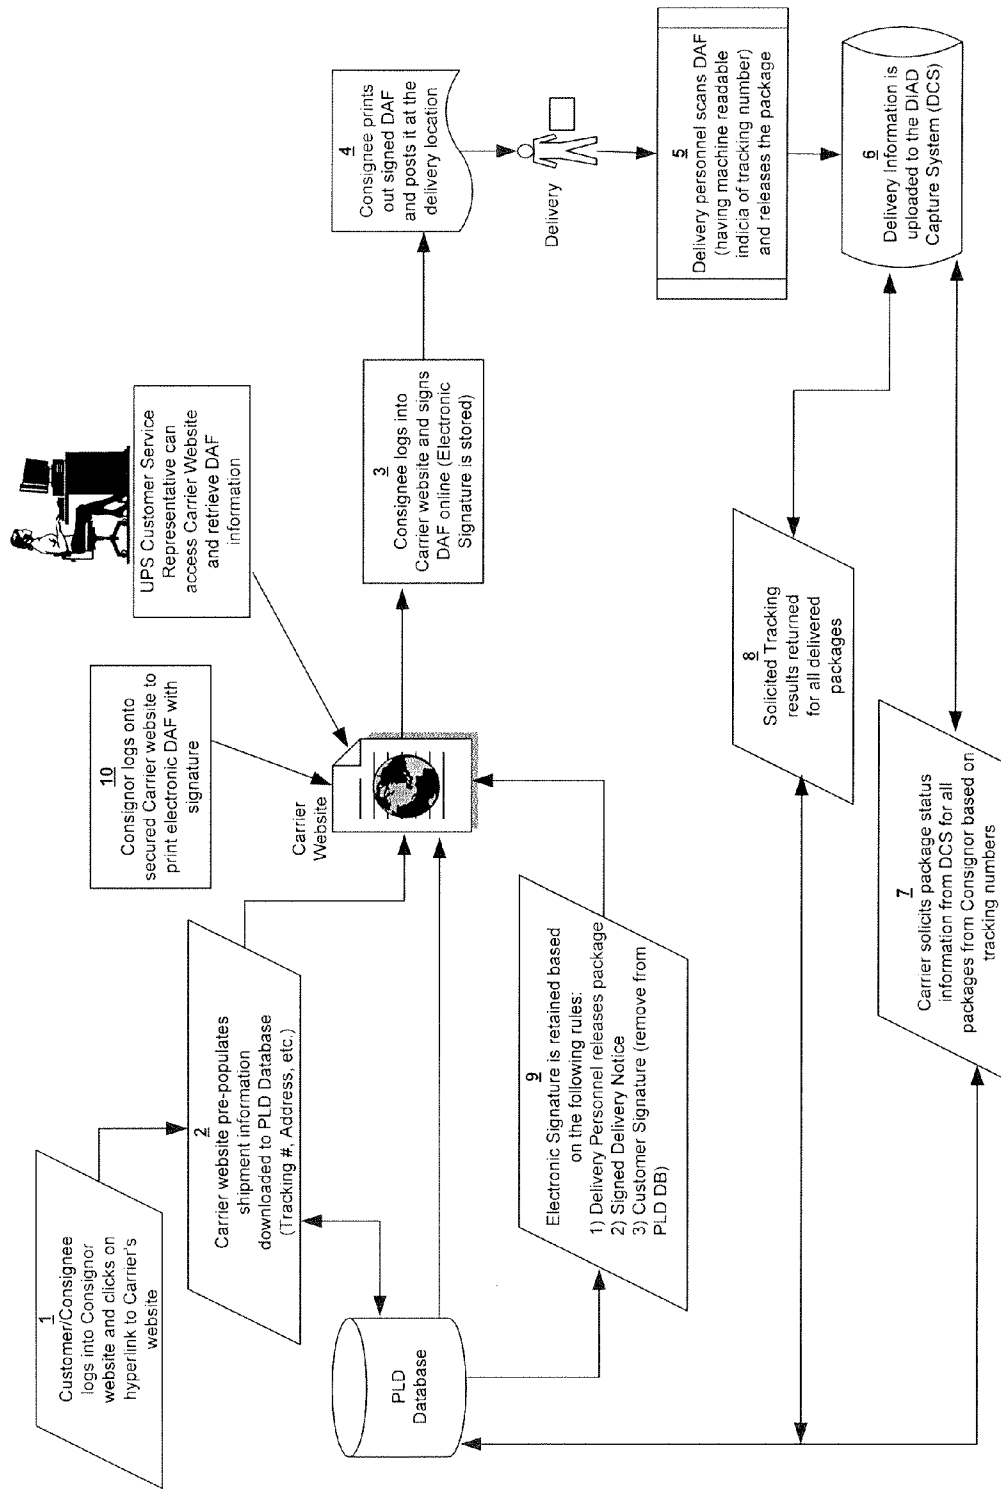 1
Customer/Consignee
logs into Consignor
website and clicks on
hyperlink to Carrier's
website
2
Carrier website pre-populates
shipment information
downloaded to PLD Database
(Tracking #, Address, etc.)
PLD
Database
10
Consignor logs onto
secured Carrier website to
print electronic DAF with
signature
UPS Customer Service
Representative can
access Carrier Website
and retrieve DAF
information
Carrier
Website
3
Consignee logs into
Carrier website and signs
DAF online (Electronic
Signature is stored)
4
Consignee prints
out signed DAF
and posts it at the
delivery location
Delivery
5
Delivery personnel scans DAF
(having machine readable
indicia of tracking number)
and releases the package
6
Delivery Information is
uploaded to the DIAD
Capture System (DCS)
9
Electronic Signature is retained based
on the following rules:
1) Delivery Personnel releases package
2) Signed Delivery Notice
3) Customer Signature (remove from
PLD DB)
8
Solicited Tracking
results returned
for all delivered
packages
7
Carrier solicits package status
information from DCS for all
packages from Consignor based on
tracking numbers